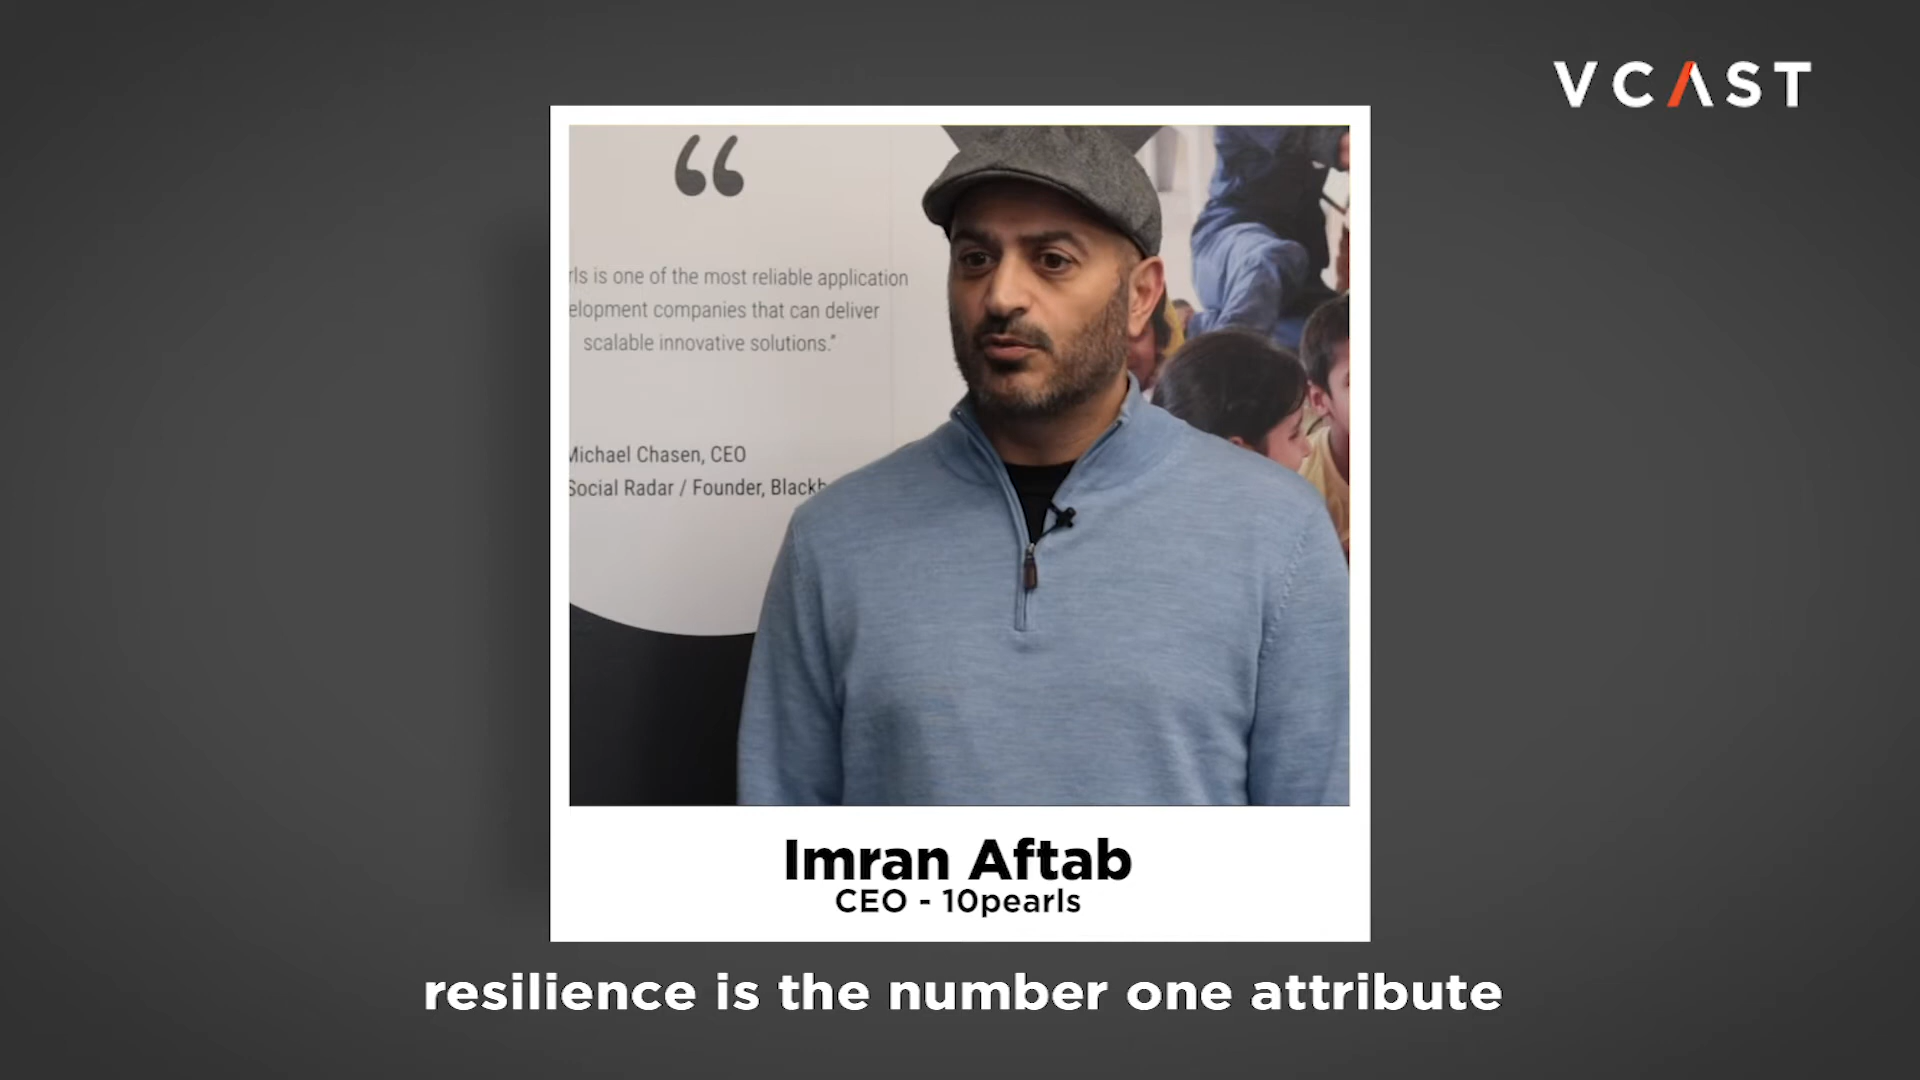 VCAST
“
rls is one of the most reliable application
elopment companies that can deliver
scalable innovative solutions.”
Michael Chasen, CEO
Social Radar / Founder, Blackb
Imran Aftab
CEO - 10pearls
resilience is the number one attribute